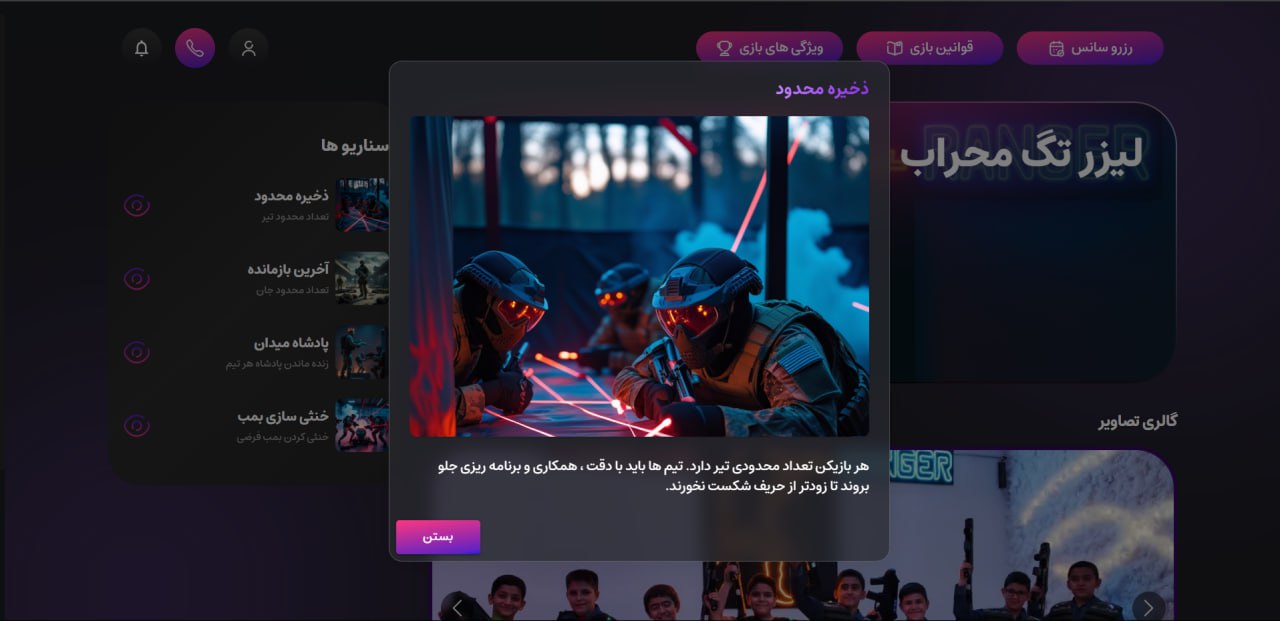 رزرو سانس
قوانین بازی
ویژگی های بازی
ذخیره محدود
هر بازیکن تعداد محدودی تیر دارد. تیم ها باید با دقت ، همکاری و برنامه ریزی جلو
بروند تا زودتر از حریف شکست نخورند.
بستن
DANGER
لیزر تگ محراب
گالری تصاویر
سناریو ها
ذخیره محدود
تعداد محدود تیر
آخرین بازمانده
تعداد محدود جان
پادشاه میدان
زنده ماندن پادشاه هر تیم
خنثی سازی بمب
خنثی کردن بمب فرضی